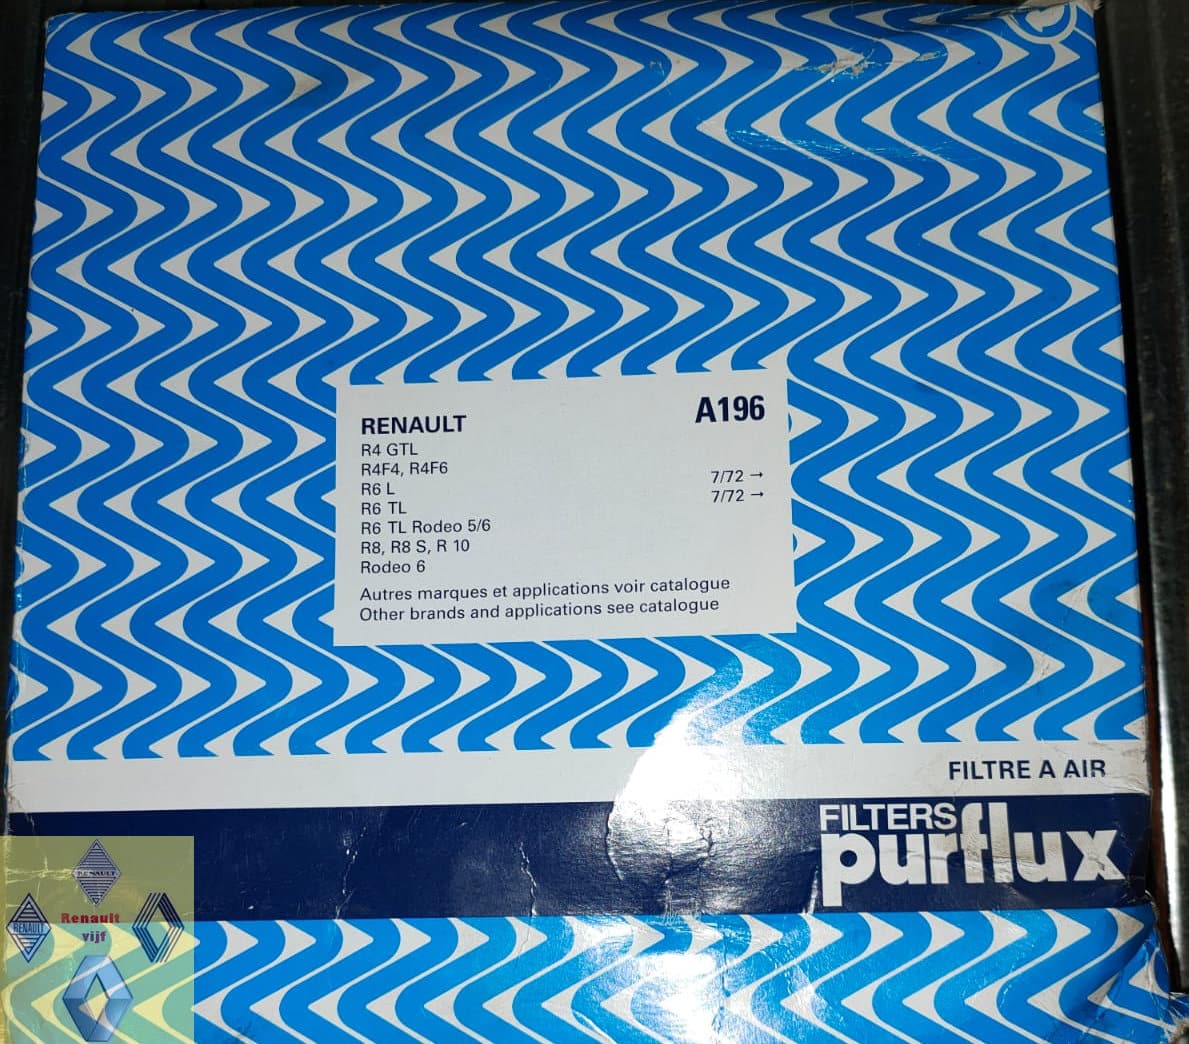 RENAULT A196
R4 GTL
R4F4, R4F6
R6 L 7/72 →
R6 TL 7/72 →
R6 TL Rodeo 5/6
R8, R8 S, R 10
Rodeo 6
Autres marques et applications voir catalogue
Other brands and applications see catalogue
FILTRE A AIR
FILTERS
purflux
RENAULT
Renault
vijf
RENAULT